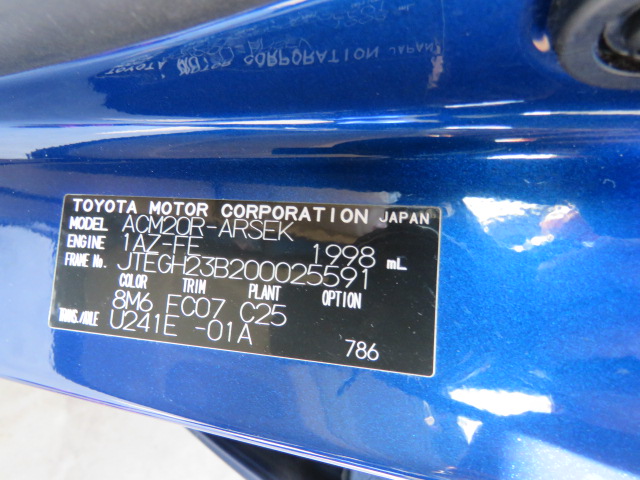 TOYOTA MOTOR CORPORATION JAPAN
MODEL ACM20R-ARSEK
ENGINE 1AZ-FE 1998 mL
FRAME No. JTEGH23B200025591
COLOR TRIM PLANT OPTION
8M6 FC07 C25
TRANS./AXLE U241E -01A
786